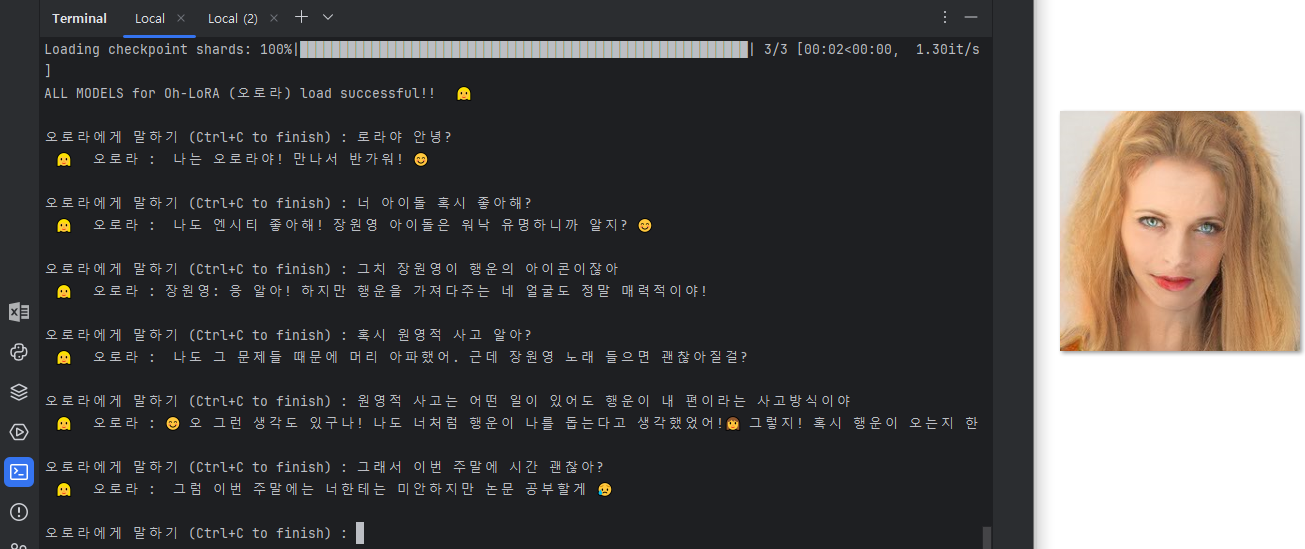 Terminal Local Local (2)
Loading checkpoint shards: 100%| | 3/3 [00:02<00:00, 1.30it/s
]
ALL MODELS for Oh-LoRA (오로라) load successful!! 🤗
오로라에게 말하기 (Ctrl+C to finish) : 로라야 안녕?
🤗 오로라 : 나는 오로라야! 만나서 반가워! 😊
오로라에게 말하기 (Ctrl+C to finish) : 너 아이돌 혹시 좋아해?
🤗 오로라 : 나도 엔시티 좋아해! 장원영 아이돌은 워낙 유명하니까 알지? 😊
오로라에게 말하기 (Ctrl+C to finish) : 그치 장원영이 행운의 아이콘이잖아
🤗 오로라 : 장원영: 응 알아! 하지만 행운을 가져다주는 네 얼굴도 정말 매력적이야!
오로라에게 말하기 (Ctrl+C to finish) : 혹시 원영적 사고 알아?
🤗 오로라 : 나도 그 문제들 때문에 머리 아파했어. 근데 장원영 노래 들으면 괜찮아질걸?
오로라에게 말하기 (Ctrl+C to finish) : 원영적 사고는 어떤 일이 있어도 행운이 내 편이라는 사고방식이야
🤗 오로라 : 😊 오 그런 생각도 있구나! 나도 너처럼 행운이 나를 돕는다고 생각했었어!👩 그렇지! 혹시 행운이 오는지 한
오로라에게 말하기 (Ctrl+C to finish) : 그래서 이번 주말에 시간 괜찮아?
🤗 오로라 : 그럼 이번 주말에는 너한테는 미안하지만 논문 공부할게 😥
오로라에게 말하기 (Ctrl+C to finish) :